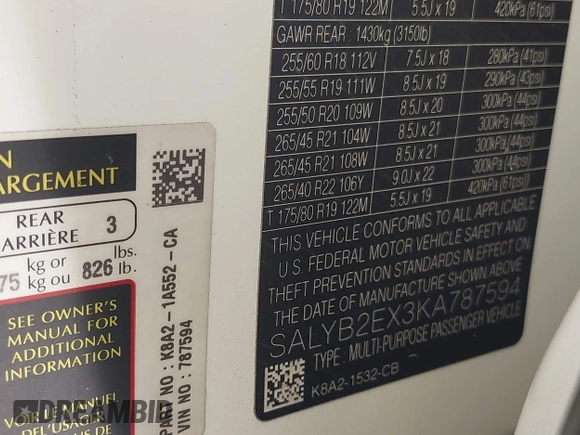 T 175/80 R19 122M 5.5J x 19 420kPa (61psi)
GAWR REAR : 1430kg (3150lb)
255/60 R18 112V 7.5J x 18 280kPa (41psi)
255/55 R19 111W 8.5J x 19 290kPa (43psi)
255/50 R20 109W 8.5J x 20 300kPa (44psi)
265/45 R21 104W 8.5J x 21 300kPa (44psi)
265/45 R21 108W 8.5J x 21 300kPa (44psi)
265/40 R22 106Y 9.0J x 22 300kPa (44psi)
T 175/80 R19 122M 5.5J x 19 420kPa (61psi)
THIS VEHICLE CONFORMS TO ALL APPLICABLE
U.S. FEDERAL MOTOR VEHICLE SAFETY AND
THEFT PREVENTION STANDARDS IN EFFECT ON
THE DATE OF MANUFACTURE SHOWN ABOVE
SALYB2EX3KA787594
TYPE : MULTI-PURPOSE PASSENGER VEHICLE
K8A2-1532-CB
N
ARGEMENT
REAR
ARRIÈRE 3
75 kg or 826 lbs.
kg ou lb.
SEE OWNER'S
MANUAL FOR
ADDITIONAL
INFORMATION
VOIR LE MANUEL
DE L'USAGER
PART NO : K8A2 - 1A552 - CA
VIN NO : 787594
DREAMBID